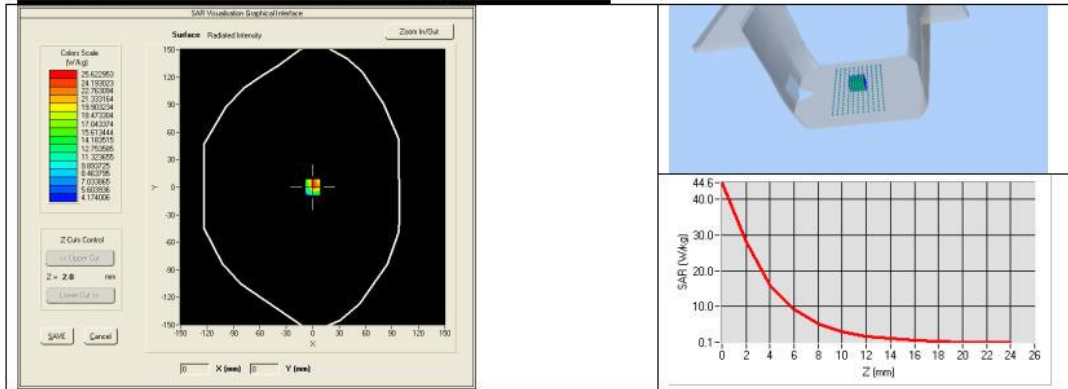 SAR Visualisation Graphical Interface
Surface Radiated Intensity
Zoom In/Out
Colors Scale
(W/kg)
25.622953
24.193023
22.763094
21.333164
19.903234
18.473304
17.043374
15.613444
14.183515
12.753585
11.323655
9.893725
8.463795
7.033865
5.603936
4.174006
150
120
90
60
30
0
-30
-60
-90
-120
-150
Y
-150 -120 -90 -60 -30 0 30 60 90 120 150
X
Z Cuts Control
<< Upper Cut
Z = 2.0 mm
Lower Cut >>
SAVE Cancel
0 X (mm) 0 Y (mm)
44.6
40.0
30.0
20.0
10.0
0.1
SAR (W/kg)
0 2 4 6 8 10 12 14 16 18 20 22 24 26
Z (mm)